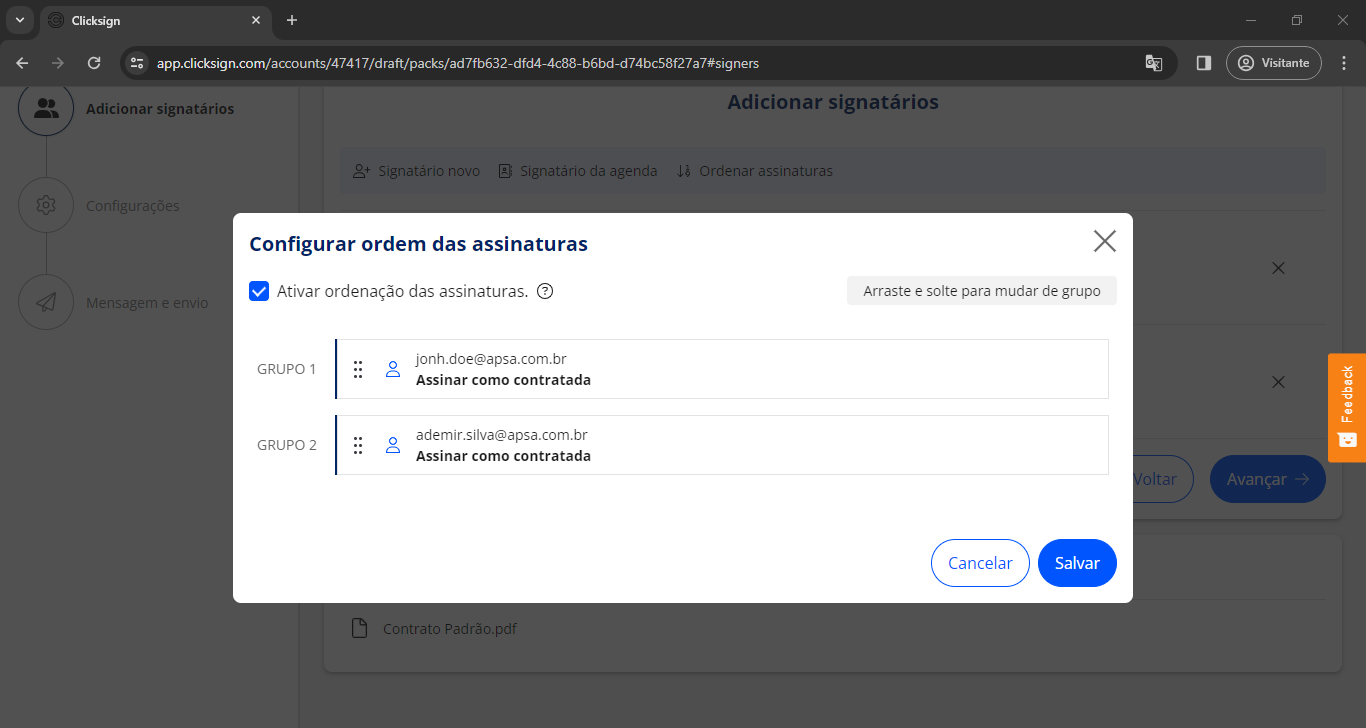 Clicksign
app.clicksign.com/accounts/47417/draft/packs/ad7fb632-dfd4-4c88-b6bd-d74bc58f27a7#signers
Visitante
Adicionar signatários
Configurações
Mensagem e envio
Adicionar signatários
Signatário novo
Signatário da agenda
Ordenar assinaturas
Configurar ordem das assinaturas
Ativar ordenação das assinaturas.
Arraste e solte para mudar de grupo
GRUPO 1
jonh.doe@apsa.com.br
Assinar como contratada
GRUPO 2
ademir.silva@apsa.com.br
Assinar como contratada
Cancelar
Salvar
Voltar
Avançar
Contrato Padrão.pdf
Feedback